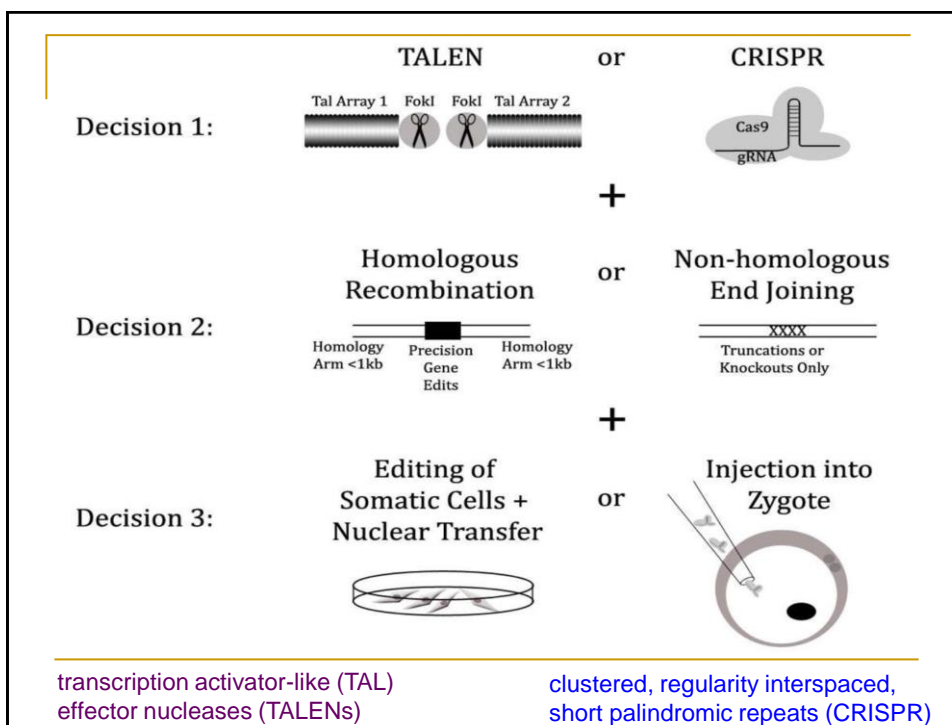 TALEN or CRISPR
Decision 1:
Tal Array 1 FokI FokI Tal Array 2
Cas9
gRNA
+
Decision 2:
Homologous
Recombination
or
Non-homologous
End Joining
Homology
Arm <1kb
Precision
Gene
Edits
Homology
Arm <1kb
XXXX
Truncations or
Knockouts Only
+
Decision 3:
Editing of
Somatic Cells +
Nuclear Transfer
or
Injection into
Zygote
transcription activator-like (TAL)
effector nucleases (TALENs)
clustered, regularity interspaced,
short palindromic repeats (CRISPR)